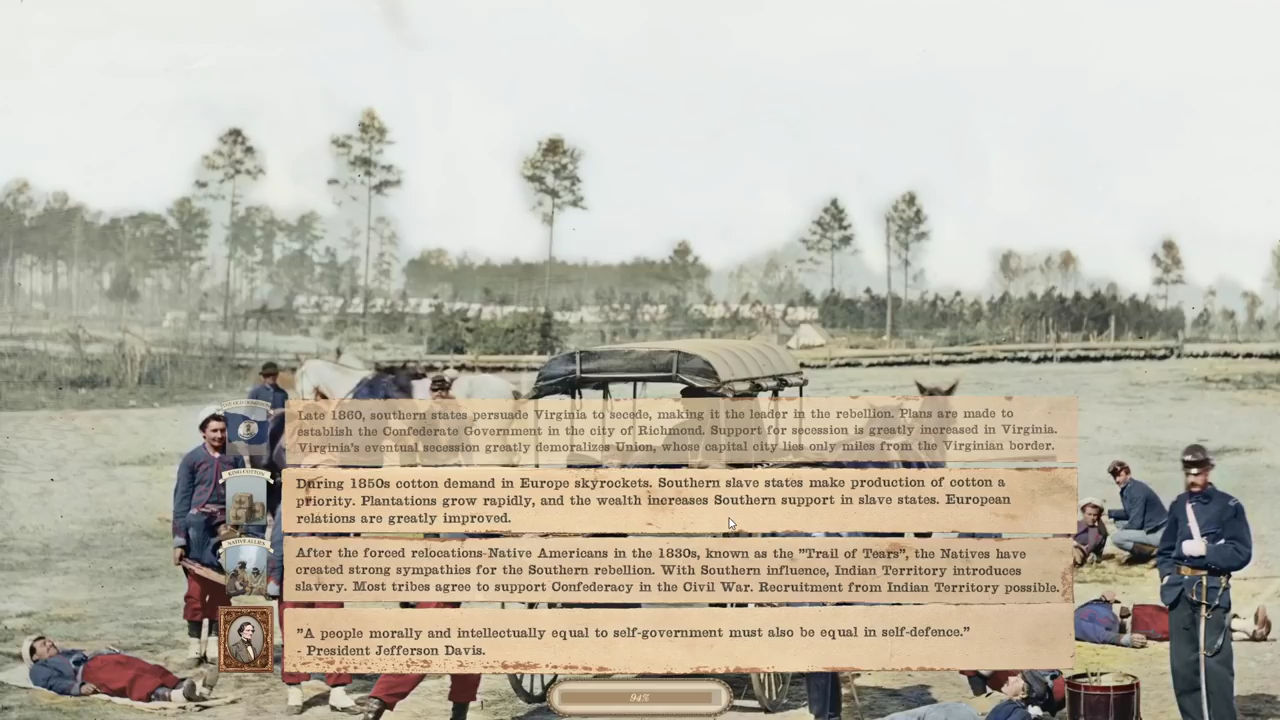 THE OLD DOMINION
Late 1860, southern states persuade Virginia to secede, making it the leader in the rebellion. Plans are made to
establish the Confederate Government in the city of Richmond. Support for secession is greatly increased in Virginia.
Virginia's eventual secession greatly demoralizes Union, whose capital city lies only miles from the Virginian border.
KING COTTON
During 1850s cotton demand in Europe skyrockets. Southern slave states make production of cotton a
priority. Plantations grow rapidly, and the wealth increases Southern support in slave states. European
relations are greatly improved.
NATIVE ALLIES
After the forced relocations Native Americans in the 1830s, known as the "Trail of Tears", the Natives have
created strong sympathies for the Southern rebellion. With Southern influence, Indian Territory introduces
slavery. Most tribes agree to support Confederacy in the Civil War. Recruitment from Indian Territory possible.
"A people morally and intellectually equal to self-government must also be equal in self-defence."
- President Jefferson Davis.
94%